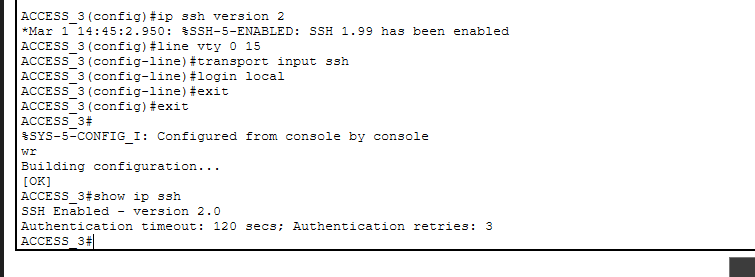 ACCESS_3(config)#ip ssh version 2
*Mar 1 14:45:2.950: %SSH-5-ENABLED: SSH 1.99 has been enabled
ACCESS_3(config)#line vty 0 15
ACCESS_3(config-line)#transport input ssh
ACCESS_3(config-line)#login local
ACCESS_3(config-line)#exit
ACCESS_3(config)#exit
ACCESS_3#
%SYS-5-CONFIG_I: Configured from console by console
wr
Building configuration...
[OK]
ACCESS_3#show ip ssh
SSH Enabled - version 2.0
Authentication timeout: 120 secs; Authentication retries: 3
ACCESS_3#